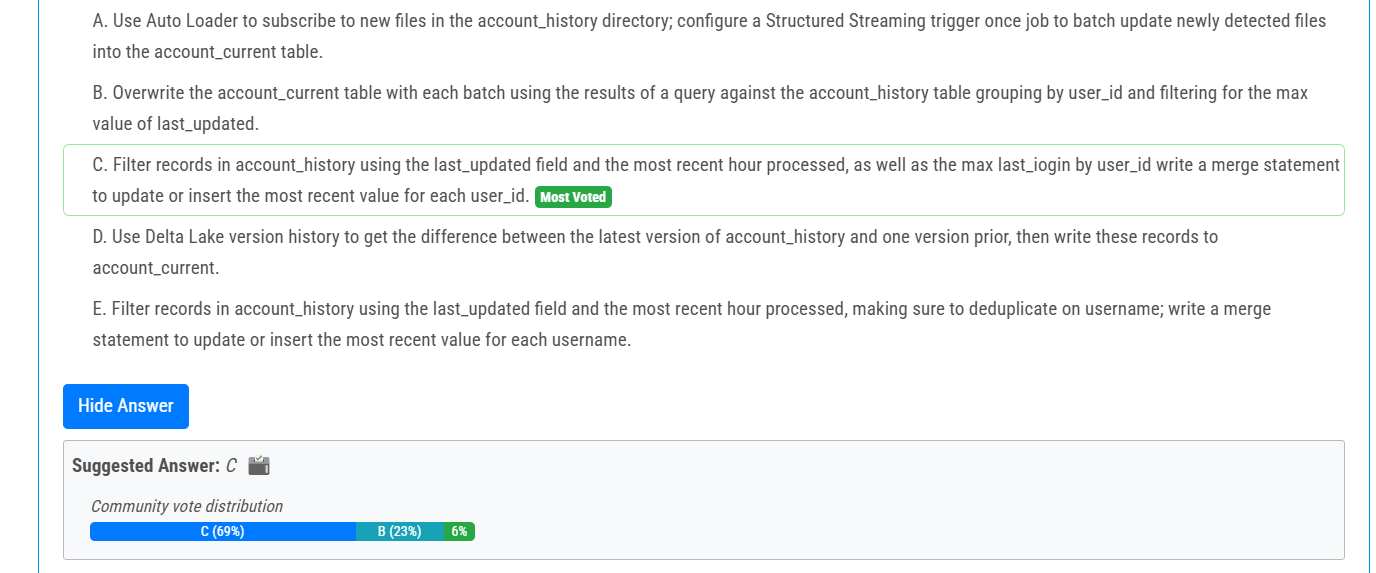 A. Use Auto Loader to subscribe to new files in the account_history directory; configure a Structured Streaming trigger once job to batch update newly detected files
into the account_current table.
B. Overwrite the account_current table with each batch using the results of a query against the account_history table grouping by user_id and filtering for the max
value of last_updated.
C. Filter records in account_history using the last_updated field and the most recent hour processed, as well as the max last_iogin by user_id write a merge statement
to update or insert the most recent value for each user_id. Most Voted
D. Use Delta Lake version history to get the difference between the latest version of account_history and one version prior, then write these records to
account_current.
E. Filter records in account_history using the last_updated field and the most recent hour processed, making sure to deduplicate on username; write a merge
statement to update or insert the most recent value for each username.
Hide Answer
Suggested Answer: C
Community vote distribution
C (69%) B (23%) 6%